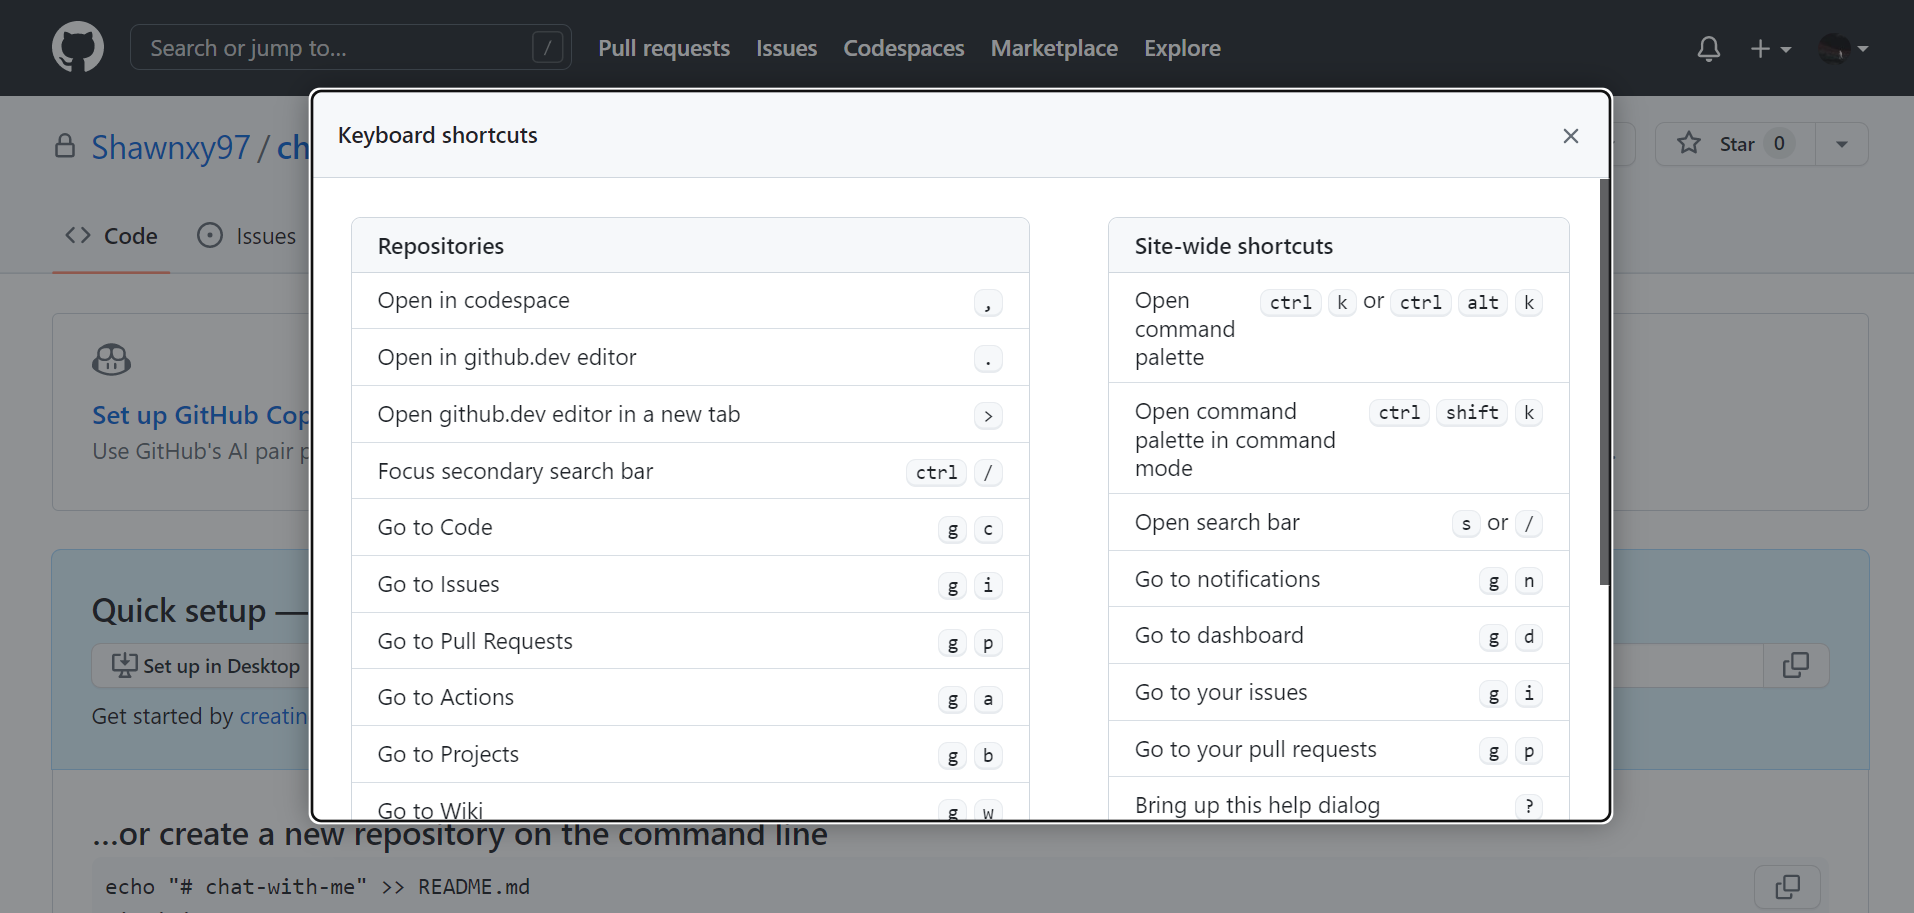 Search or jump to... /
Pull requests Issues Codespaces Marketplace Explore
Shawnxy97 / ch
Star 0
Code Issues
Set up GitHub Cop
Use GitHub's AI pair p
Quick setup —
Set up in Desktop
Get started by creatin
Keyboard shortcuts
Repositories
Open in codespace ,
Open in github.dev editor .
Open github.dev editor in a new tab >
Focus secondary search bar ctrl /
Go to Code g c
Go to Issues g i
Go to Pull Requests g p
Go to Actions g a
Go to Projects g b
Go to Wiki g w
Site-wide shortcuts
Open ctrl k or ctrl alt k
command
palette
Open command ctrl shift k
palette in command
mode
Open search bar s or /
Go to notifications g n
Go to dashboard g d
Go to your issues g i
Go to your pull requests g p
Bring up this help dialog ?
...or create a new repository on the command line
echo "# chat-with-me" >> README.md